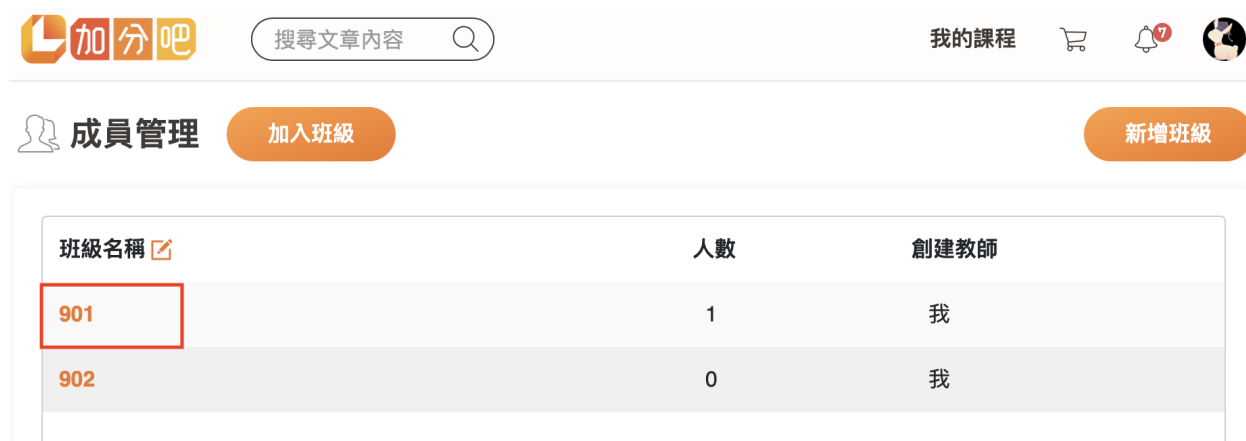 加分吧
搜尋文章內容
我的課程
7
成員管理
加入班級
新增班級
班級名稱 人數 創建教師
901 1 我
902 0 我